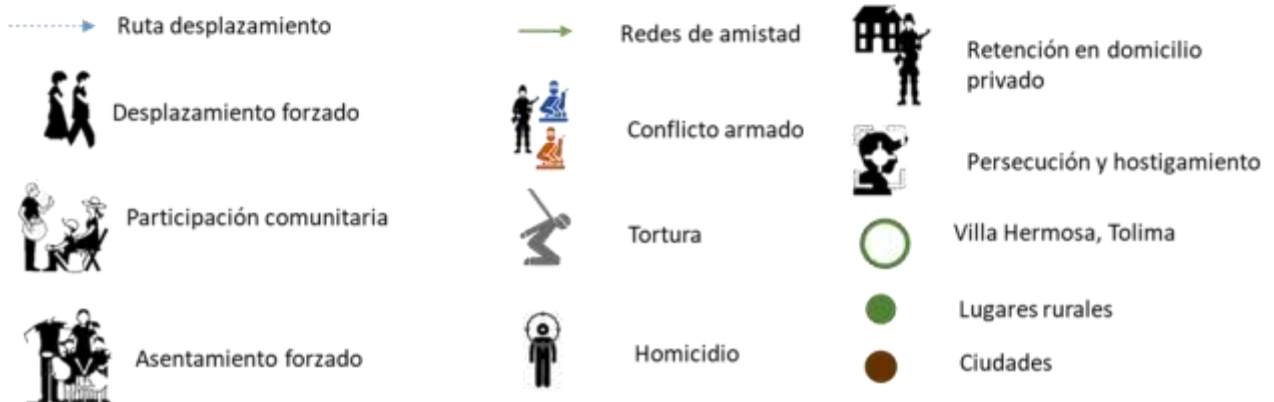 Ruta desplazamiento
Desplazamiento forzado
Participación comunitaria
Asentamiento forzado
Redes de amistad
Conflicto armado
Tortura
Homicidio
Retención en domicilio
privado
Persecución y hostigamiento
Villa Hermosa, Tolima
Lugares rurales
Ciudades